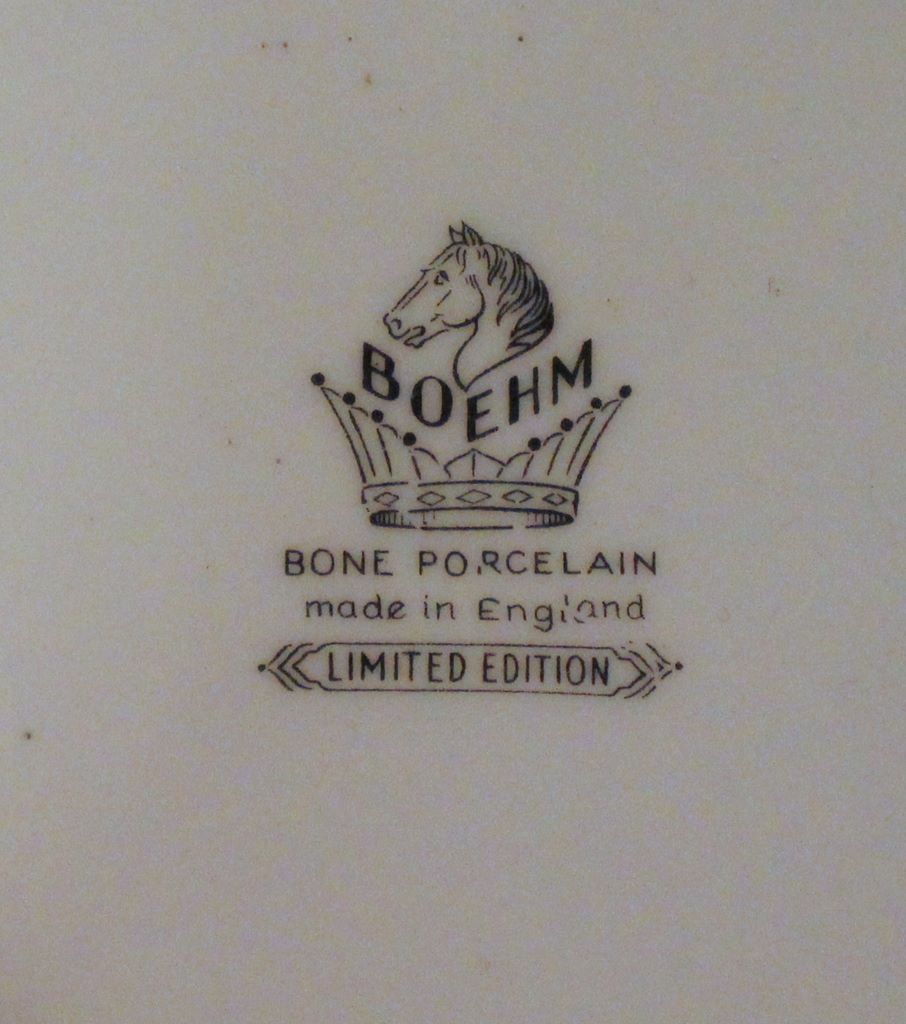 BOEHM
BONE PORCELAIN
made in England
LIMITED EDITION